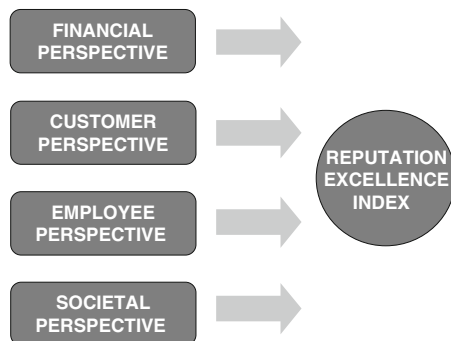 FINANCIAL
PERSPECTIVE
CUSTOMER
PERSPECTIVE
EMPLOYEE
PERSPECTIVE
SOCIETAL
PERSPECTIVE
REPUTATION
EXCELLENCE
INDEX